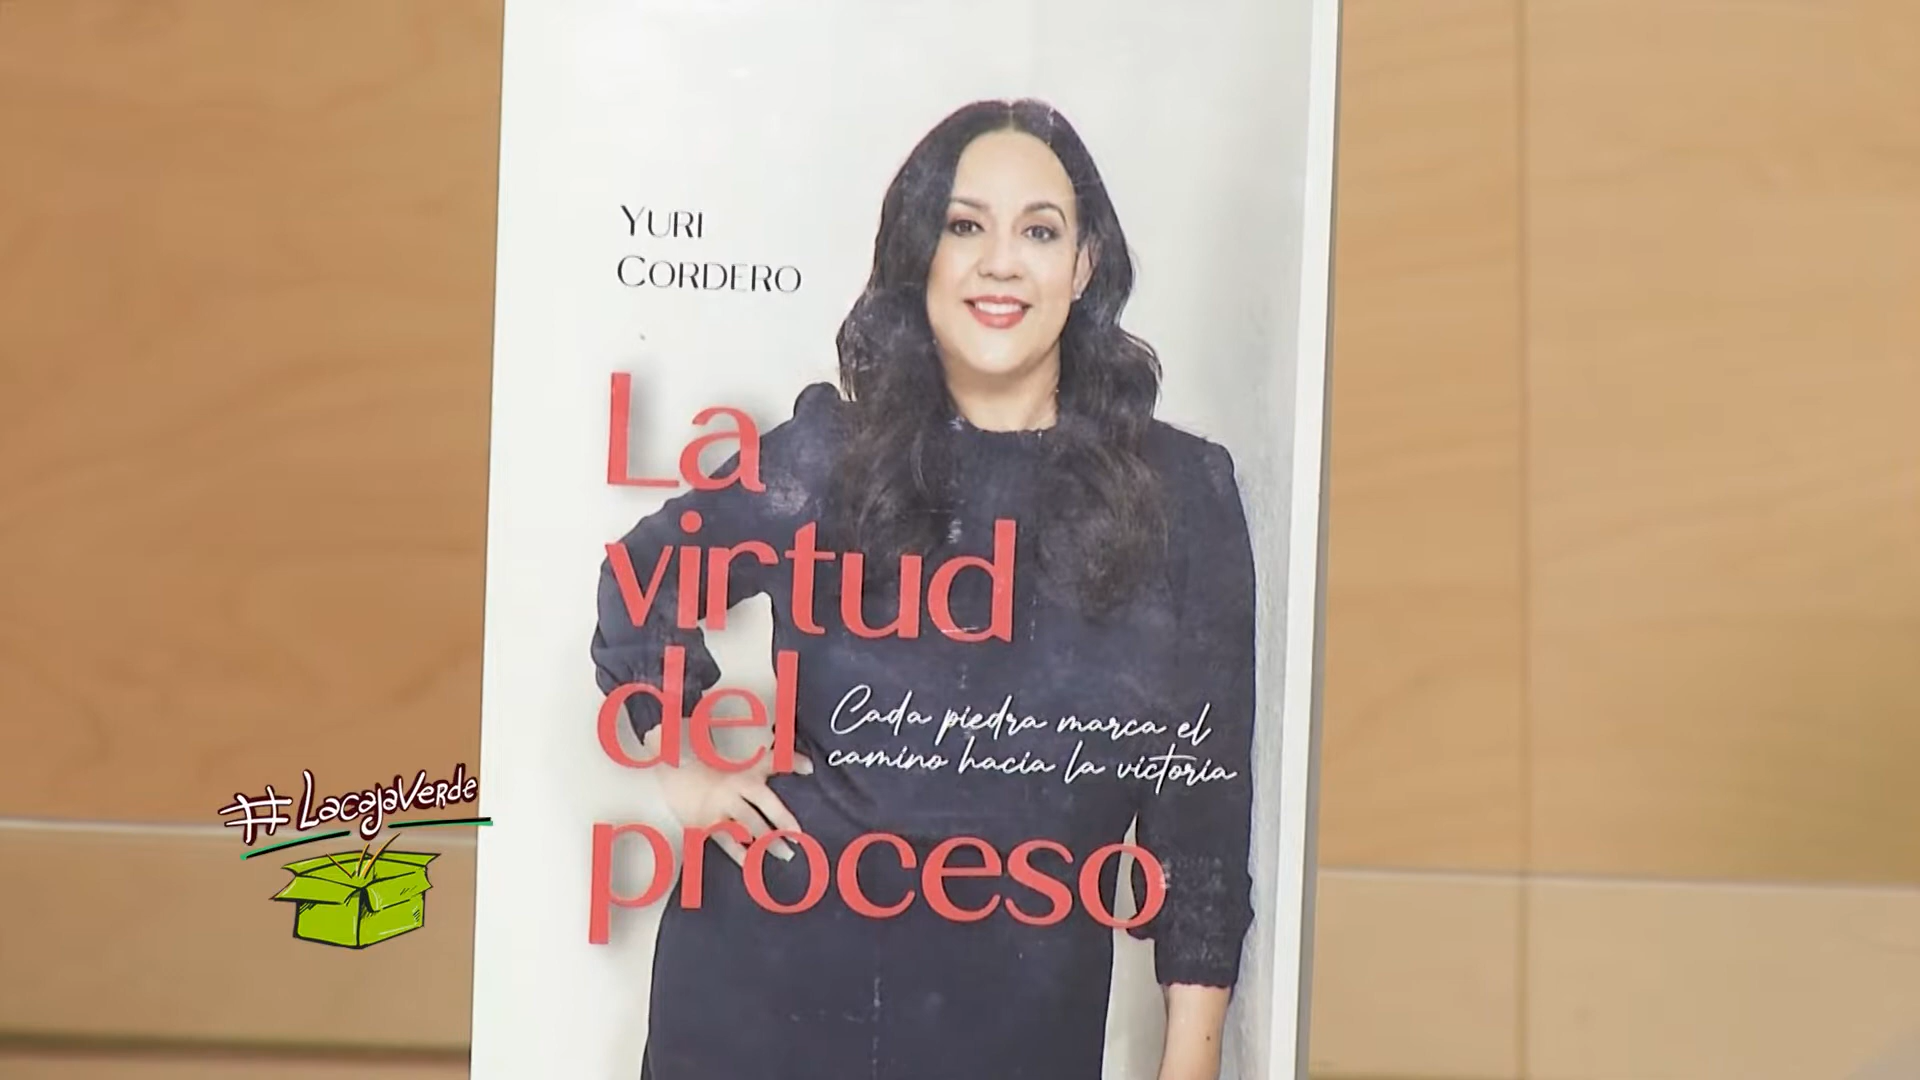 YURI
CORDERO
La
virtud
del
proceso
Cada piedra marca el
camino hacia la victoria
#LacajaVerde